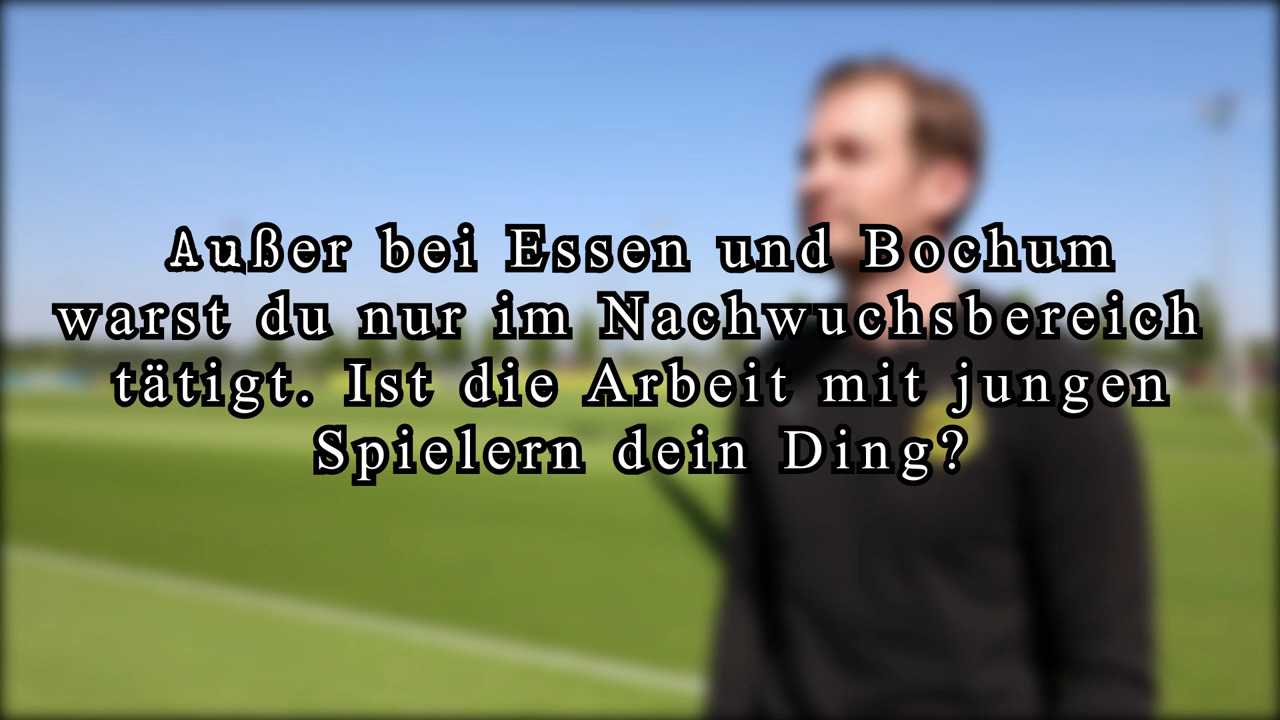 Außer bei Essen und Bochum
warst du nur im Nachwuchsbereich
tätigt. Ist die Arbeit mit jungen
Spielern dein Ding?